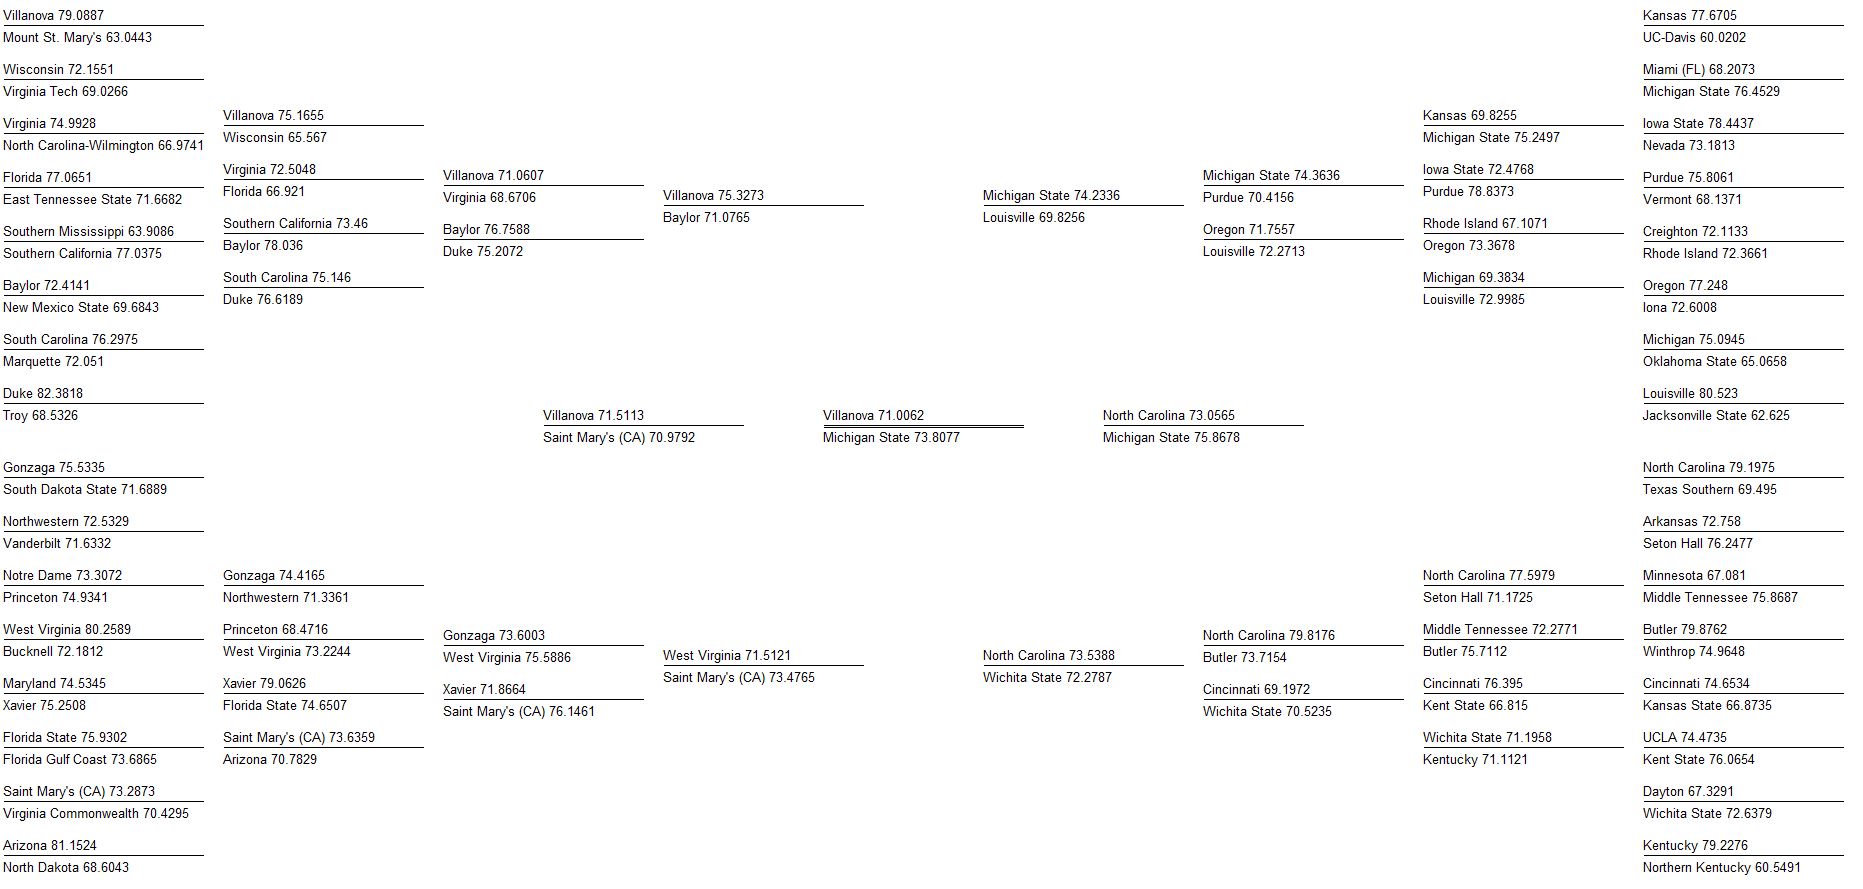 Villanova 79.0887
Mount St. Mary's 63.0443
Wisconsin 72.1551
Virginia Tech 69.0266
Virginia 74.9928
North Carolina-Wilmington 66.9741
Florida 77.0651
East Tennessee State 71.6682
Southern Mississippi 63.9086
Southern California 77.0375
Baylor 72.4141
New Mexico State 69.6843
South Carolina 76.2975
Marquette 72.051
Duke 82.3818
Troy 68.5326
Gonzaga 75.5335
South Dakota State 71.6889
Northwestern 72.5329
Vanderbilt 71.6332
Notre Dame 73.3072
Princeton 74.9341
West Virginia 80.2589
Bucknell 72.1812
Maryland 74.5345
Xavier 75.2508
Florida State 75.9302
Florida Gulf Coast 73.6865
Saint Mary's (CA) 73.2873
Virginia Commonwealth 70.4295
Arizona 81.1524
North Dakota 68.6043
Villanova 75.1655
Wisconsin 65.567
Virginia 72.5048
Florida 66.921
Southern California 73.46
Baylor 78.036
South Carolina 75.146
Duke 76.6189
Gonzaga 74.4165
Northwestern 71.3361
Princeton 68.4716
West Virginia 73.2244
Xavier 79.0626
Florida State 74.6507
Saint Mary's (CA) 73.6359
Arizona 70.7829
Villanova 71.0607
Virginia 68.6706
Baylor 76.7588
Duke 75.2072
Gonzaga 73.6003
West Virginia 75.5886
Xavier 71.8664
Saint Mary's (CA) 76.1461
Villanova 75.3273
Baylor 71.0765
West Virginia 71.5121
Saint Mary's (CA) 73.4765
Villanova 71.5113
Saint Mary's (CA) 70.9792
Villanova 71.0062
Michigan State 73.8077
North Carolina 73.0565
Michigan State 75.8678
Michigan State 74.2336
Louisville 69.8256
North Carolina 73.5388
Wichita State 72.2787
Michigan State 74.3636
Purdue 70.4156
Oregon 71.7557
Louisville 72.2713
North Carolina 79.8176
Butler 73.7154
Cincinnati 69.1972
Wichita State 70.5235
Kansas 69.8255
Michigan State 75.2497
Iowa State 72.4768
Purdue 78.8373
Rhode Island 67.1071
Oregon 73.3678
Michigan 69.3834
Louisville 72.9985
North Carolina 77.5979
Seton Hall 71.1725
Middle Tennessee 72.2771
Butler 75.7112
Cincinnati 76.395
Kent State 66.815
Wichita State 71.1958
Kentucky 71.1121
Kansas 77.6705
UC-Davis 60.0202
Miami (FL) 68.2073
Michigan State 76.4529
Iowa State 78.4437
Nevada 73.1813
Purdue 75.8061
Vermont 68.1371
Creighton 72.1133
Rhode Island 72.3661
Oregon 77.248
Iona 72.6008
Michigan 75.0945
Oklahoma State 65.0658
Louisville 80.523
Jacksonville State 62.625
North Carolina 79.1975
Texas Southern 69.495
Arkansas 72.758
Seton Hall 76.2477
Minnesota 67.081
Middle Tennessee 75.8687
Butler 79.8762
Winthrop 74.9648
Cincinnati 74.6534
Kansas State 66.8735
UCLA 74.4735
Kent State 76.0654
Dayton 67.3291
Wichita State 72.6379
Kentucky 79.2276
Northern Kentucky 60.5491